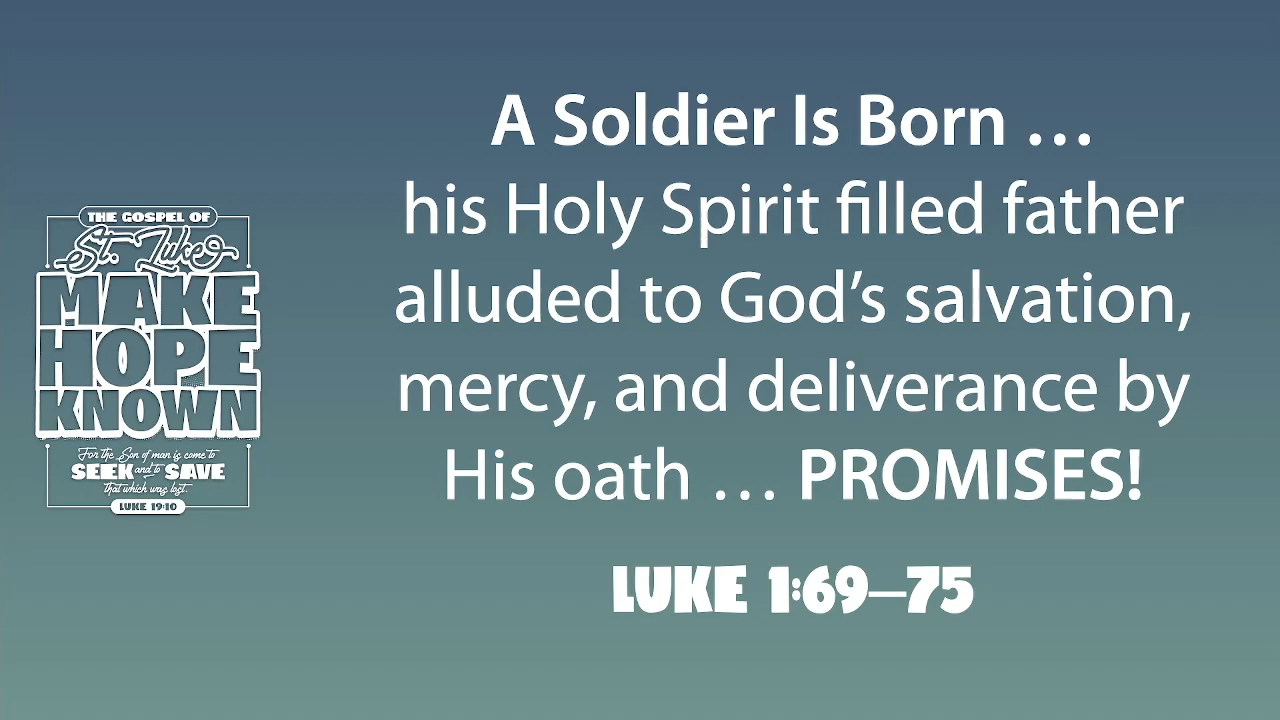 THE GOSPEL OF
St. Luke
MAKE
HOPE
KNOWN
For the Son of man is come to
SEEK and to SAVE
that which was lost.
LUKE 19:10
A Soldier Is Born …
his Holy Spirit filled father
alluded to God’s salvation,
mercy, and deliverance by
His oath … PROMISES!
LUKE 1:69–75